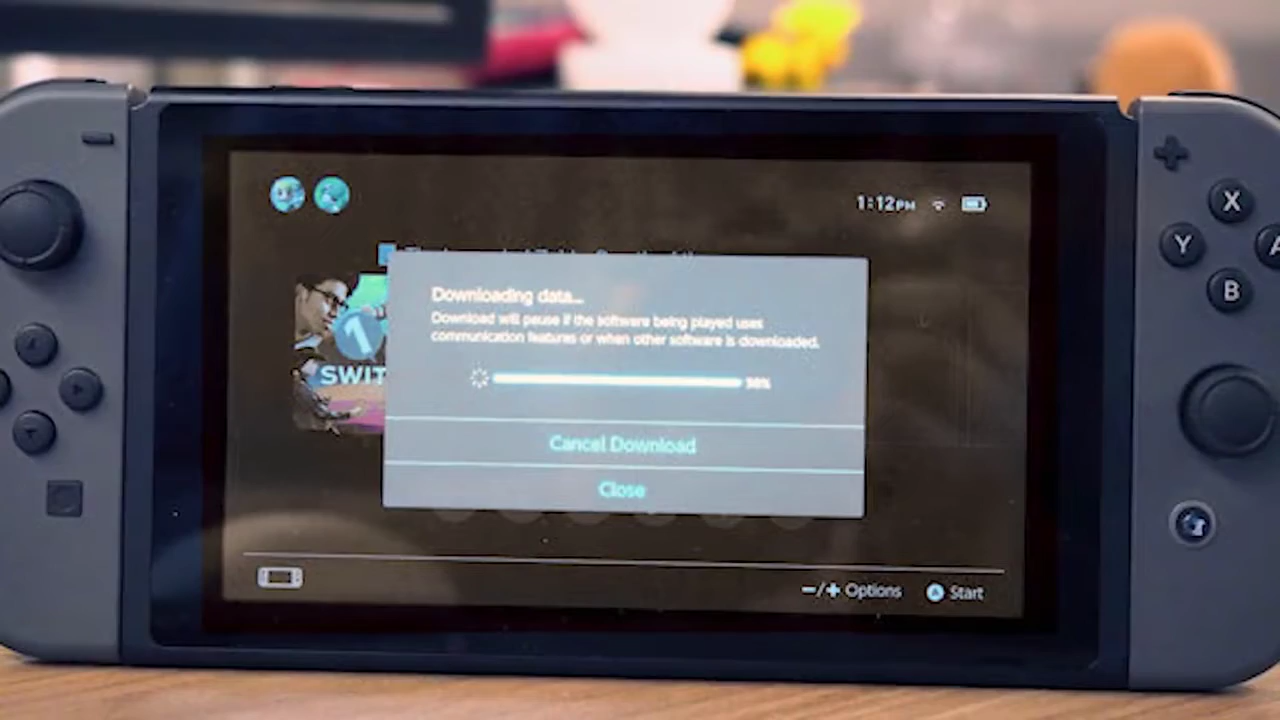 1:12PM
Downloading data...
Download will pause if the software being played uses
communication features or when other software is downloaded.
1
SWIT
Cancel Download
Close
-/+ Options
A Start
X
Y
A
B